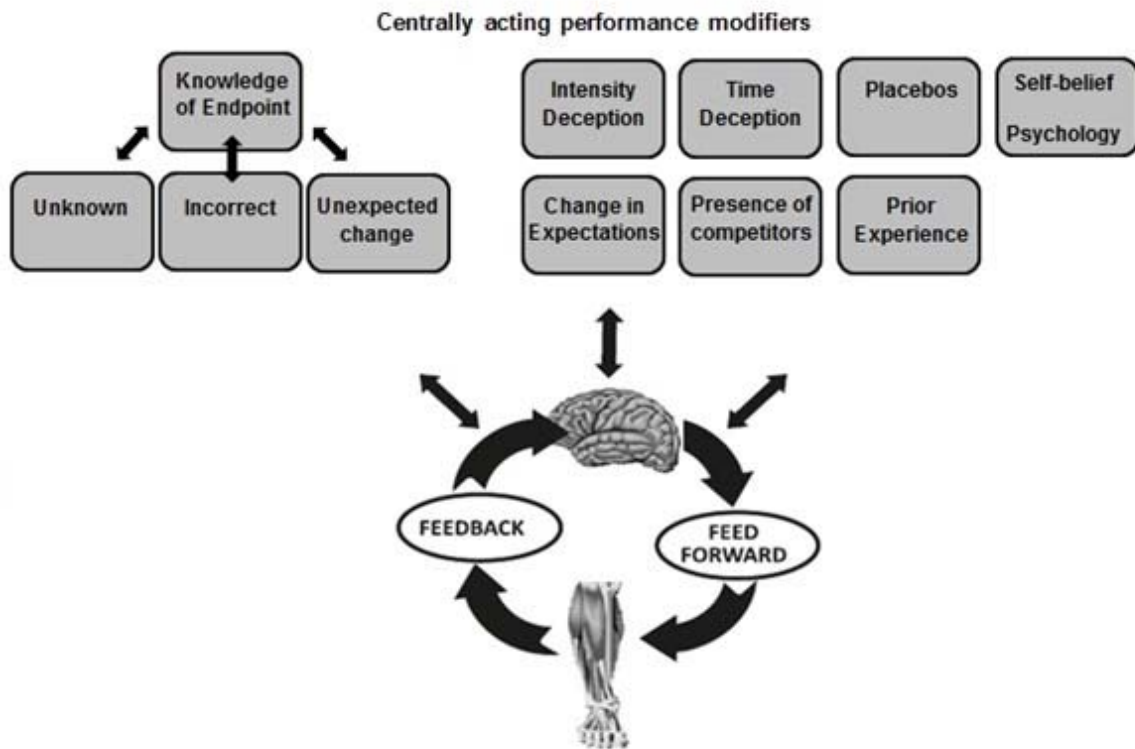 Centrally acting performance modifiers
Knowledge
of Endpoint
Unknown
Incorrect
Unexpected
change
Intensity
Deception
Time
Deception
Placebos
Self-belief
Psychology
Change in
Expectations
Presence of
competitors
Prior
Experience
FEEDBACK
FEED
FORWARD